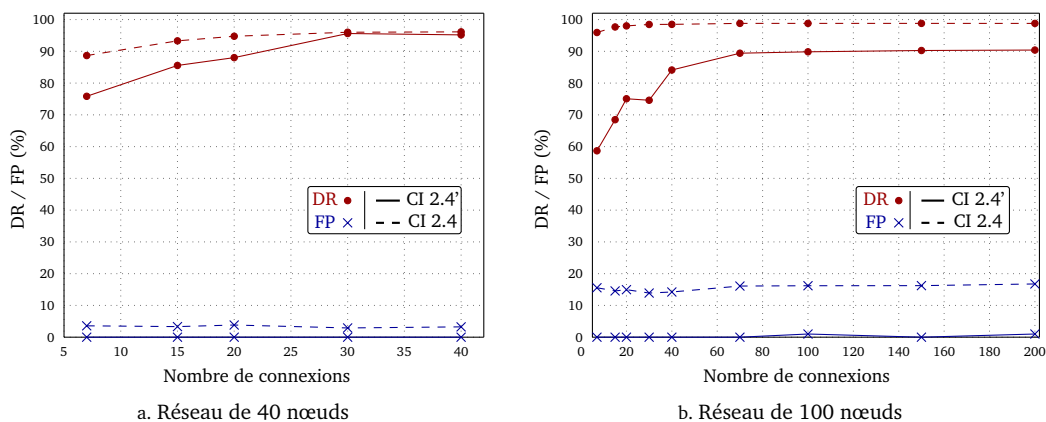 DR / FP (%)
100
90
80
70
60
50
40
30
20
10
0
5
10
15
20
25
30
35
40
DR
CI 2.4'
FP
CI 2.4
Nombre de connexions
a. Réseau de 40 nœuds
DR / FP (%)
100
90
80
70
60
50
40
30
20
10
0
0
20
40
60
80
100
120
140
160
180
200
DR
CI 2.4'
FP
CI 2.4
Nombre de connexions
b. Réseau de 100 nœuds